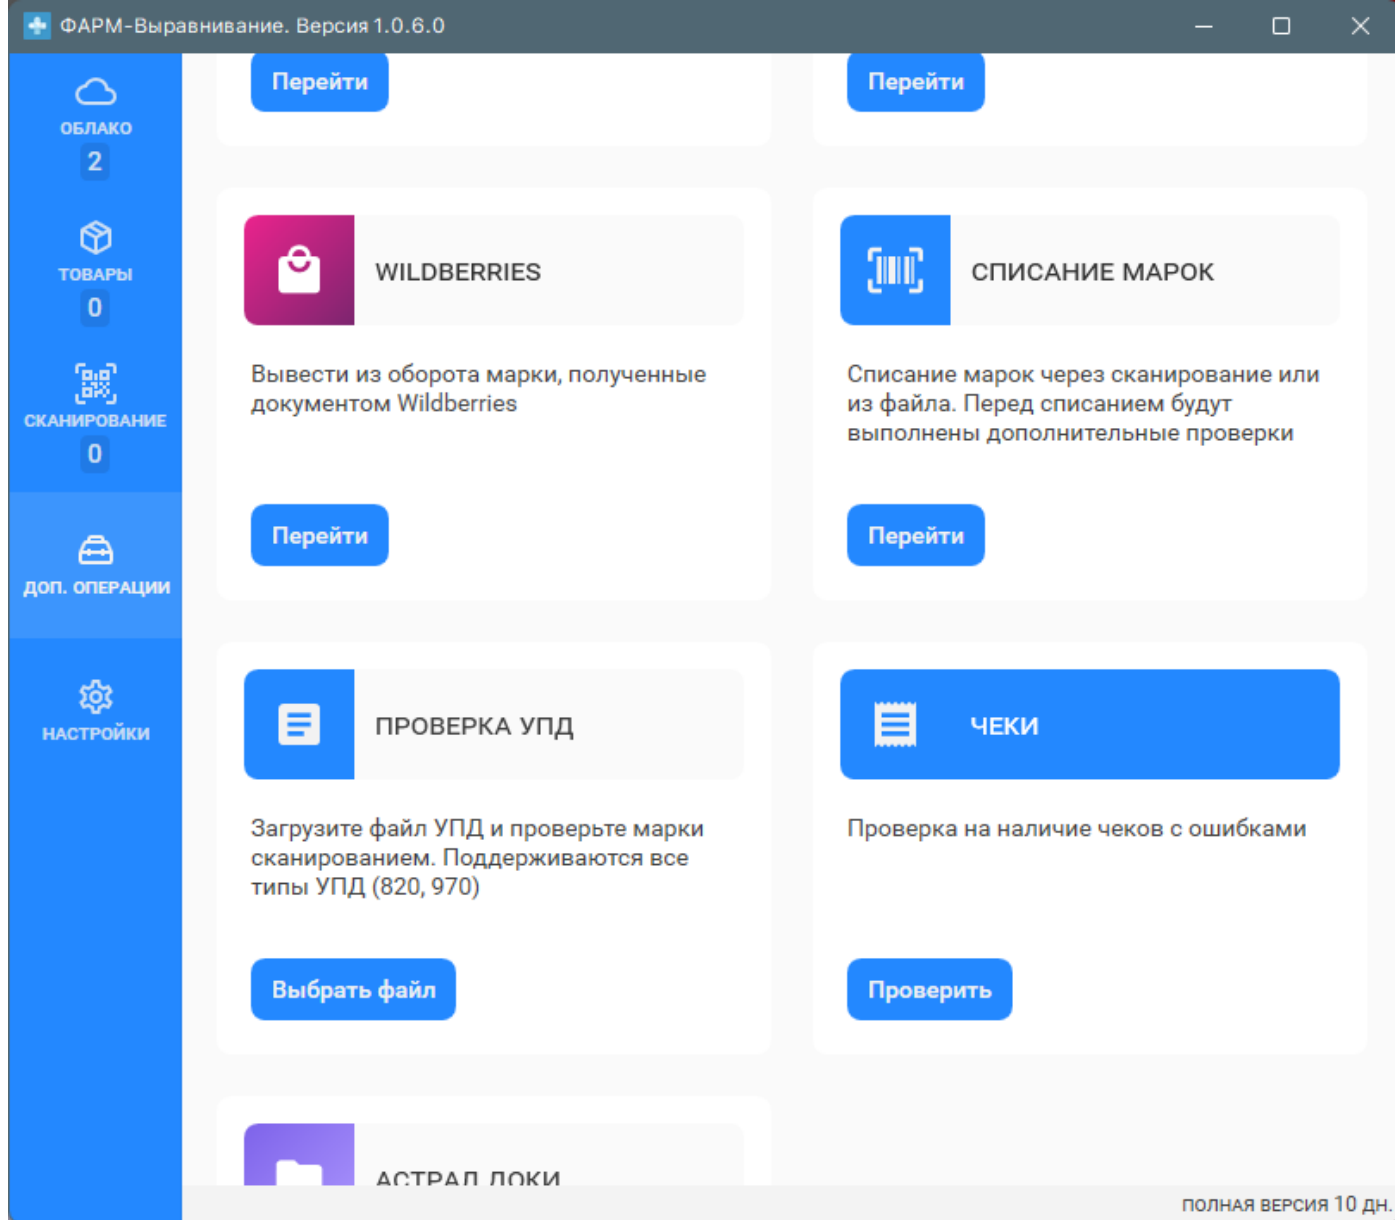 ФАРМ-Выравнивание. Версия 1.0.6.0
ОБЛАКО
2
ТОВАРЫ
0
СКАНИРОВАНИЕ
0
ДОП. ОПЕРАЦИИ
НАСТРОЙКИ
Перейти
Перейти
WILDBERRIES
Вывести из оборота марки, полученные
документом Wildberries
Перейти
СПИСАНИЕ МАРОК
Списание марок через сканирование или
из файла. Перед списанием будут
выполнены дополнительные проверки
Перейти
ПРОВЕРКА УПД
Загрузите файл УПД и проверьте марки
сканированием. Поддерживаются все
типы УПД (820, 970)
Выбрать файл
ЧЕКИ
Проверка на наличие чеков с ошибками
Проверить
АСТРАЛ ДОКИ
ПОЛНАЯ ВЕРСИЯ 10 ДН.